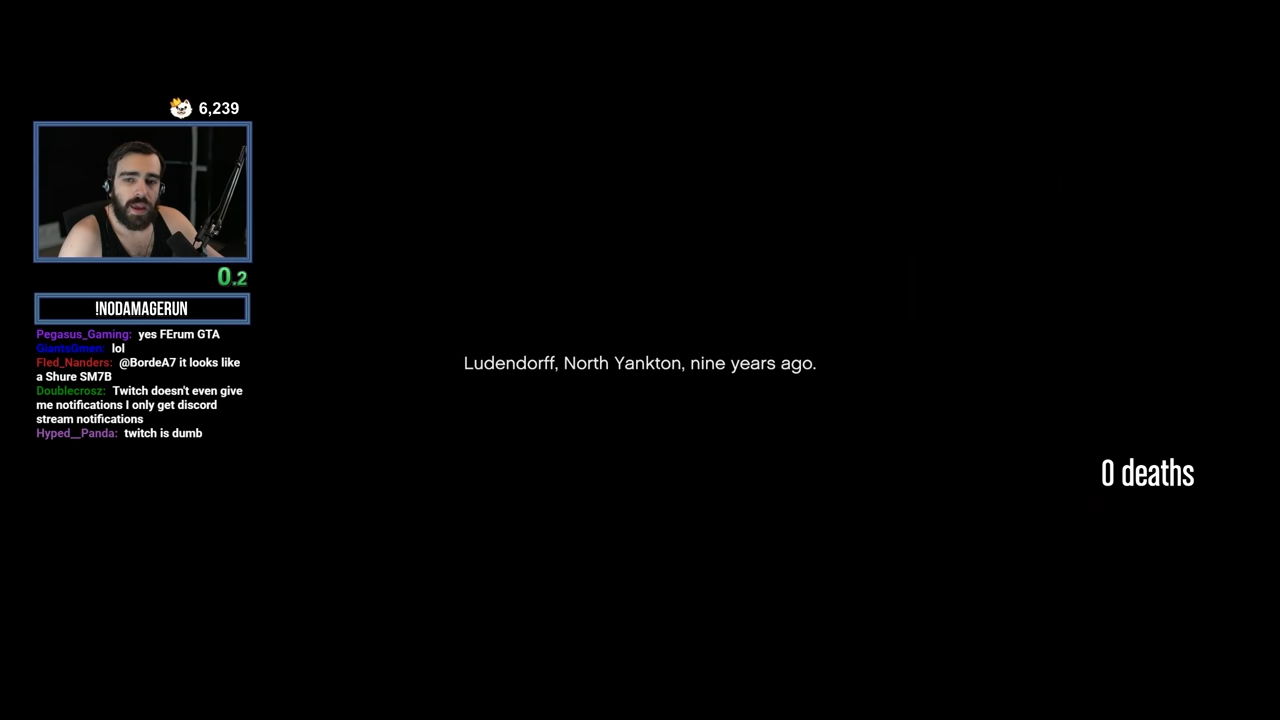 6,239
0.2
!NODAMAGERUN
Pegasus_Gaming: yes FErum GTA
GiantsGmen: lol
Fled_Nanders: @BordeA7 it looks like
a Shure SM7B
Doublecrosz: Twitch doesn't even give
me notifications I only get discord
stream notifications
Hyped__Panda: twitch is dumb
Ludendorff, North Yankton, nine years ago.
0 deaths